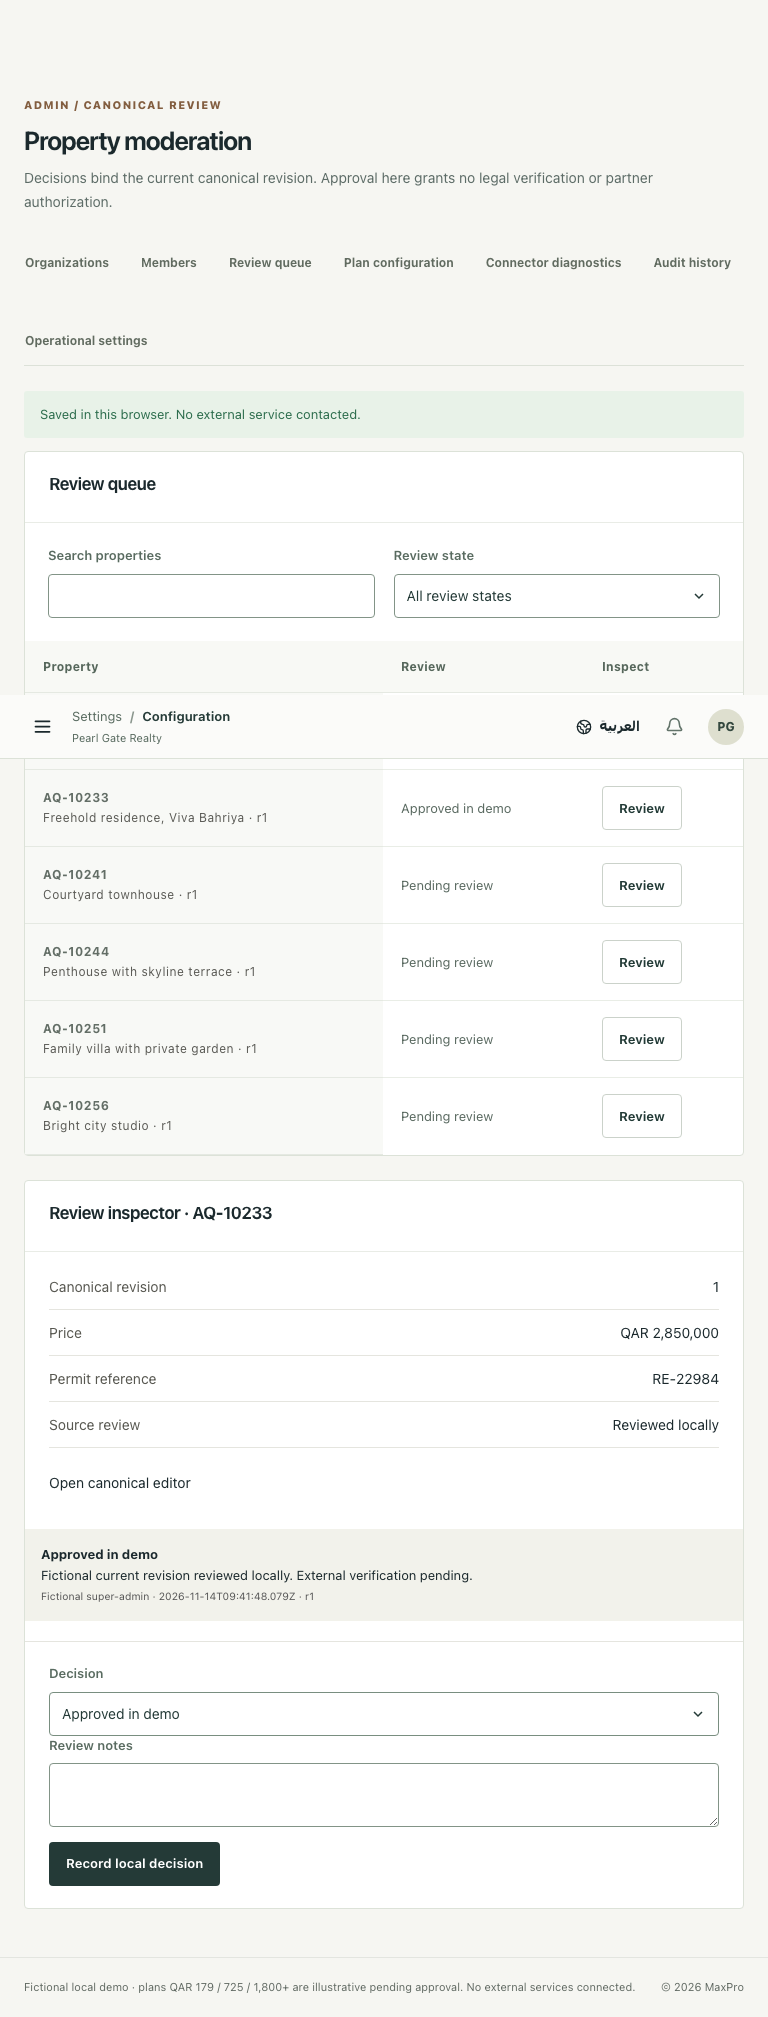 ADMIN / CANONICAL REVIEW
Property moderation
Decisions bind the current canonical revision. Approval here grants no legal verification or partner
authorization.
Organizations Members Review queue Plan configuration Connector diagnostics Audit history
Operational settings
Saved in this browser. No external service contacted.
Review queue
Search properties Review state
All review states
Property Review Inspect
Settings / Configuration
Pearl Gate Realty
العربية
PG
AQ-10233
Freehold residence, Viva Bahriya · r1
Approved in demo
Review
AQ-10241
Courtyard townhouse · r1
Pending review
Review
AQ-10244
Penthouse with skyline terrace · r1
Pending review
Review
AQ-10251
Family villa with private garden · r1
Pending review
Review
AQ-10256
Bright city studio · r1
Pending review
Review
Review inspector · AQ-10233
Canonical revision 1
Price QAR 2,850,000
Permit reference RE-22984
Source review Reviewed locally
Open canonical editor
Approved in demo
Fictional current revision reviewed locally. External verification pending.
Fictional super-admin · 2026-11-14T09:41:48.079Z · r1
Decision
Approved in demo
Review notes
Record local decision
Fictional local demo · plans QAR 179 / 725 / 1,800+ are illustrative pending approval. No external services connected. © 2026 MaxPro